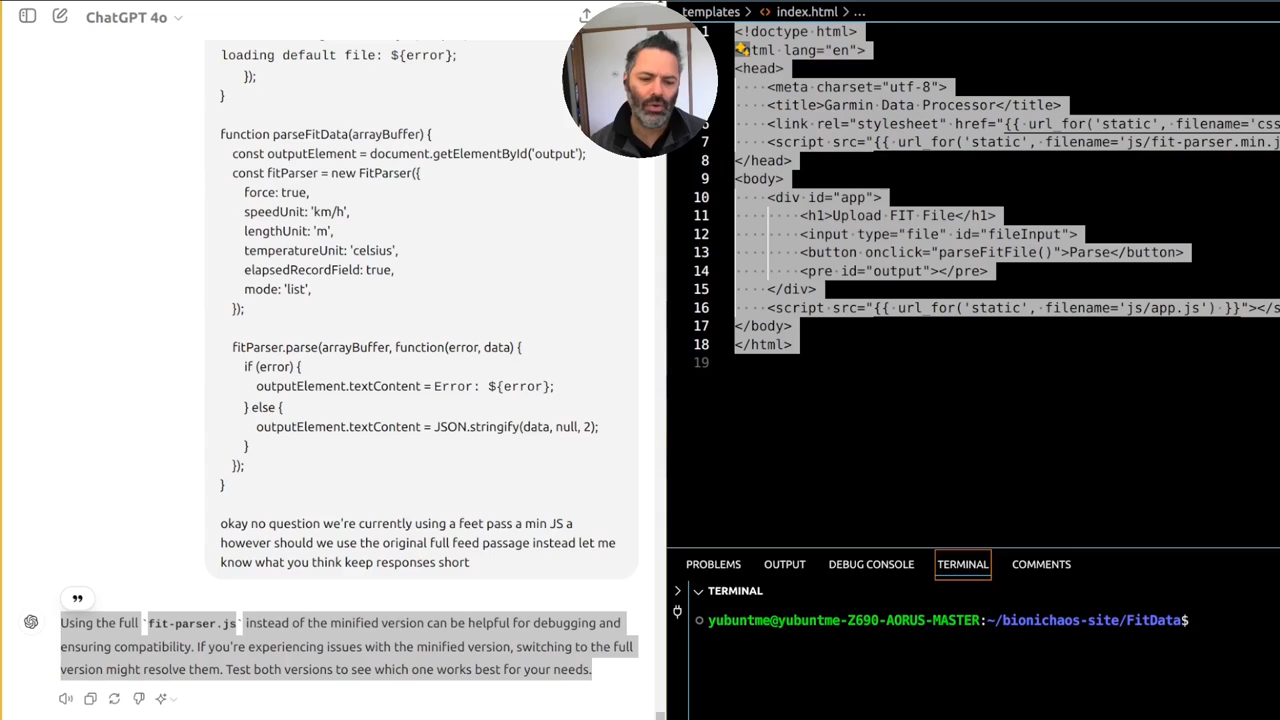 ChatGPT 4o
loading default file: ${error}`;
});
}
function parseFitData(arrayBuffer) {
const outputElement = document.getElementById('output');
const fitParser = new FitParser({
force: true,
speedUnit: 'km/h',
lengthUnit: 'm',
temperatureUnit: 'celsius',
elapsedRecordField: true,
mode: 'list',
});
fitParser.parse(arrayBuffer, function(error, data) {
if (error) {
outputElement.textContent = Error: ${error};
} else {
outputElement.textContent = JSON.stringify(data, null, 2);
}
});
}
okay no question we're currently using a feet pass a min JS a
however should we use the original full feed passage instead let me
know what you think keep responses short
Using the full `fit-parser.js` instead of the minified version can be helpful for debugging and
ensuring compatibility. If you're experiencing issues with the minified version, switching to the full
version might resolve them. Test both versions to see which one works best for your needs.
templates > <> index.html > ...
1 <!doctype html>
html lang="en">
<head>
<meta charset="utf-8">
<title>Garmin Data Processor</title>
6 <link rel="stylesheet" href="{{ url_for('static', filename='css
7 <script src="{{ url_for('static', filename='js/fit-parser.min.j
8 </head>
9 <body>
10 <div id="app">
11 <h1>Upload FIT File</h1>
12 <input type="file" id="fileInput">
13 <button onclick="parseFitFile()">Parse</button>
14 <pre id="output"></pre>
15 </div>
16 <script src="{{ url_for('static', filename='js/app.js') }}"></s
17 </body>
18 </html>
19
PROBLEMS OUTPUT DEBUG CONSOLE TERMINAL COMMENTS
TERMINAL
yubuntme@yubuntme-Z690-AORUS-MASTER:~/bionichaos-site/FitData$